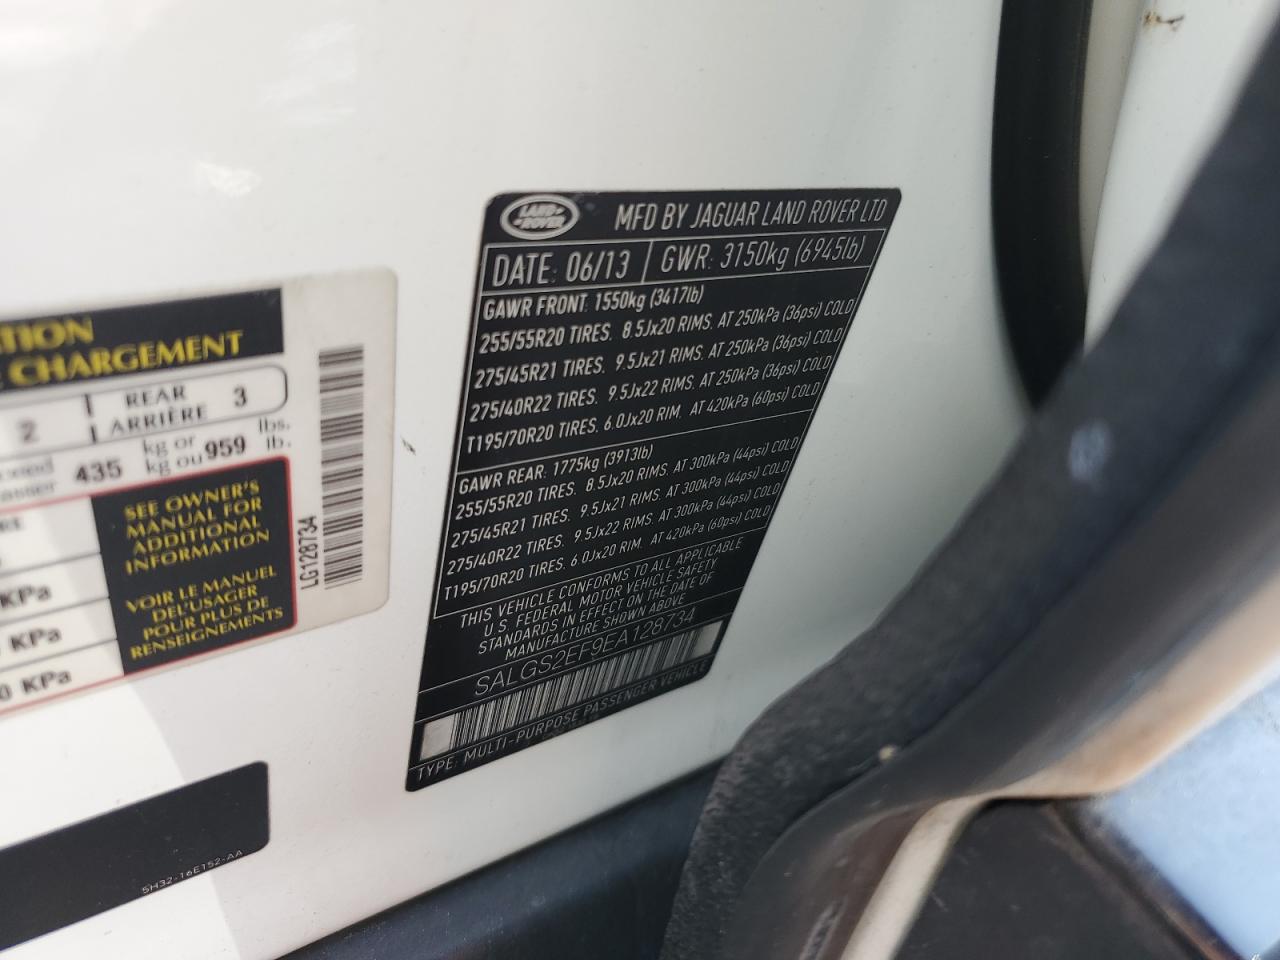 TION
CHARGEMENT
2 REAR 3
ARRIÈRE
435 kg or 959 lbs.
kg ou lb.
SEE OWNER'S
MANUAL FOR
ADDITIONAL
INFORMATION
KPa
VOIR LE MANUEL
DEL'USAGER
POUR PLUS DE
RENSEIGNEMENTS
KPa
0 KPa
LG128734
LAND
ROVER
MFD BY JAGUAR LAND ROVER LTD
DATE: 06/13 GWR: 3150kg (6945lb)
GAWR FRONT: 1550kg (3417lb)
255/55R20 TIRES. 8.5Jx20 RIMS. AT 250kPa (36psi) COLD
275/45R21 TIRES. 9.5Jx21 RIMS. AT 250kPa (36psi) COLD
275/40R22 TIRES. 9.5Jx22 RIMS. AT 250kPa (36psi) COLD
T195/70R20 TIRES. 6.0Jx20 RIM. AT 420kPa (60psi) COLD
GAWR REAR: 1775kg (3913lb)
255/55R20 TIRES. 8.5Jx20 RIMS. AT 300kPa (44psi) COLD
275/45R21 TIRES. 9.5Jx21 RIMS. AT 300kPa (44psi) COLD
275/40R22 TIRES. 9.5Jx22 RIMS. AT 300kPa (44psi) COLD
T195/70R20 TIRES. 6.0Jx20 RIM. AT 420kPa (60psi) COLD
THIS VEHICLE CONFORMS TO ALL APPLICABLE
U.S. FEDERAL MOTOR VEHICLE SAFETY
STANDARDS IN EFFECT ON THE DATE OF
MANUFACTURE SHOWN ABOVE
SALGS2EF9EA128734
TYPE: MULTI-PURPOSE PASSENGER VEHICLE
5H32-16E152-AA